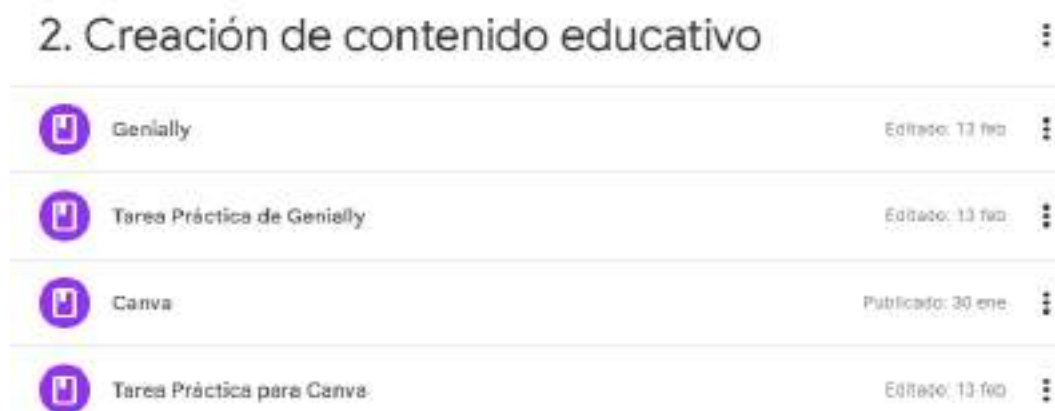 2. Creación de contenido educativo
Genially
Editado: 13 feb
Tarea Práctica de Genially
Editado: 13 feb
Canva
Publicado: 30 ene
Tarea Práctica para Canva
Editado: 13 feb